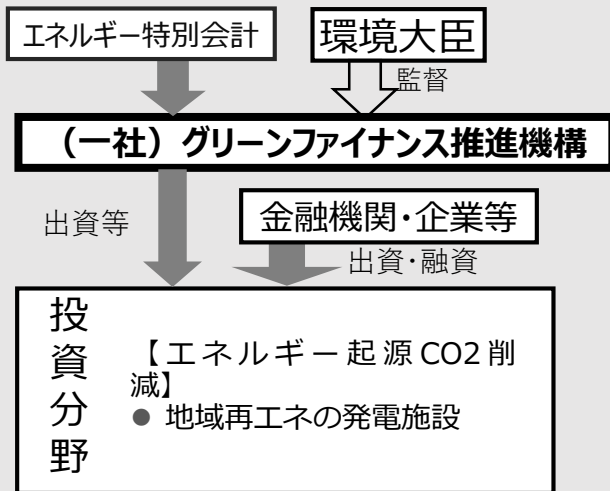 エネルギー特別会計
環境大臣
監督
（一社）グリーンファイナンス推進機構
出資等
金融機関・企業等
出資・融資
投資分野
【エネルギー起源CO2削
減】
● 地域再エネの発電施設